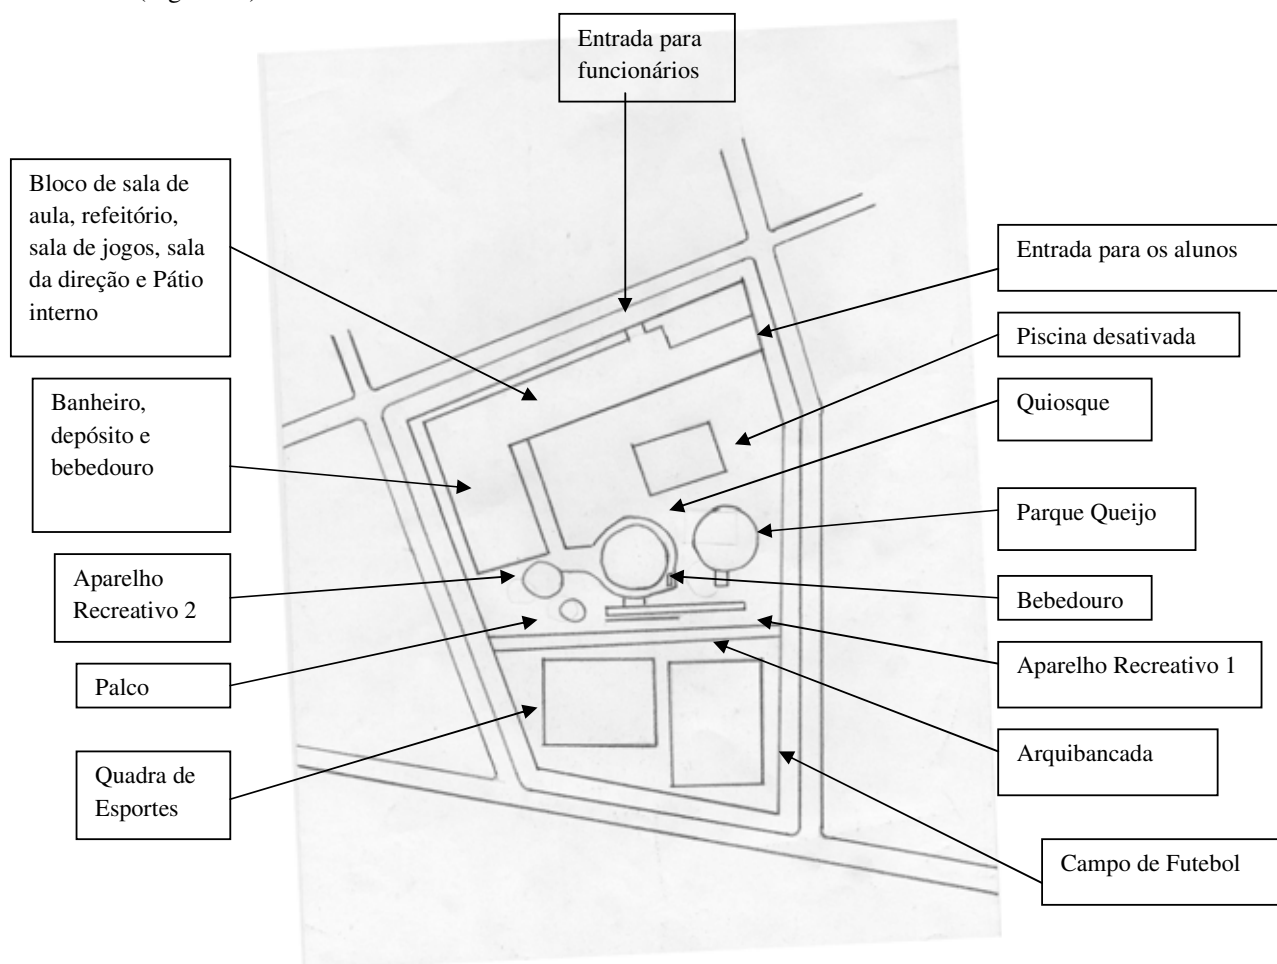 Entrada para
funcionários
Bloco de sala de
aula, refeitório,
sala de jogos, sala
da direção e Pátio
interno
Entrada para os alunos
Piscina desativada
Banheiro,
depósito e
bebedouro
Quiosque
Parque Queijo
Aparelho
Recreativo 2
Bebedouro
Palco
Aparelho Recreativo 1
Quadra de
Esportes
Arquibancada
Campo de Futebol